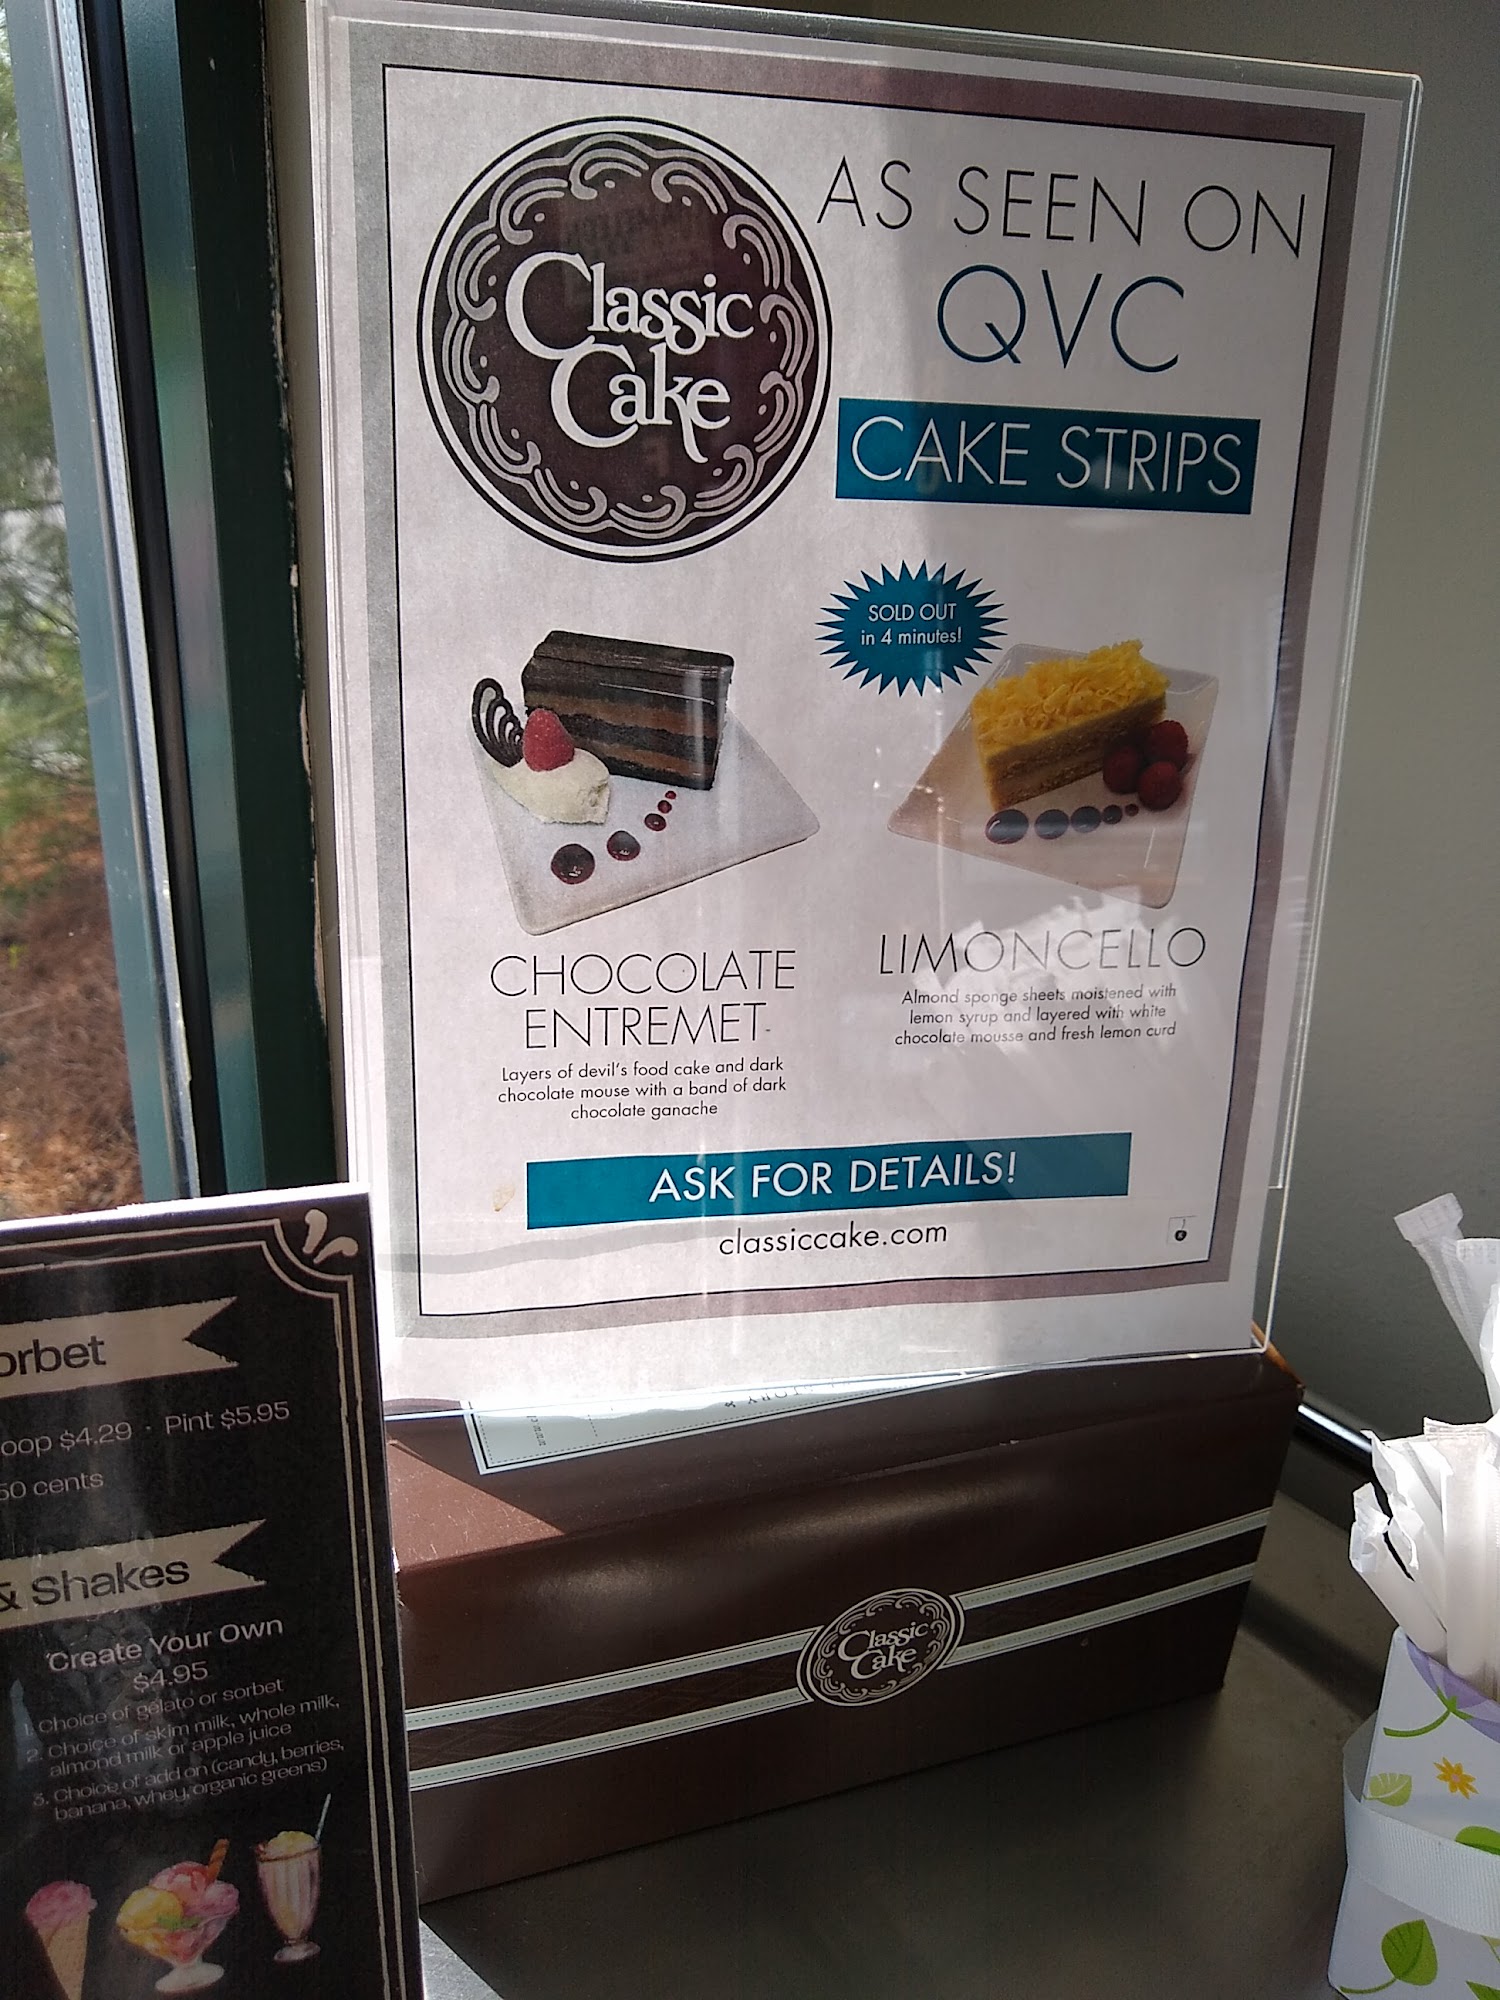 Classic
Cake
AS SEEN ON
QVC
CAKE STRIPS
SOLD OUT
in 4 minutes!
CHOCOLATE
ENTREMET
Layers of devil's food cake and dark
chocolate mouse with a band of dark
chocolate ganache
LIMONCELLO
Almond sponge sheets moistened with
lemon syrup and layered with white
chocolate mousse and fresh lemon curd
ASK FOR DETAILS!
classiccake.com
orbet
oop $4.29 · Pint $5.95
50 cents
& Shakes
Create Your Own
$4.95
1. Choice of gelato or sorbet
2. Choice of skim milk, whole milk,
almond milk or apple juice
3. Choice of add on (candy, berries,
banana, whey, organic greens)
Classic
Cake